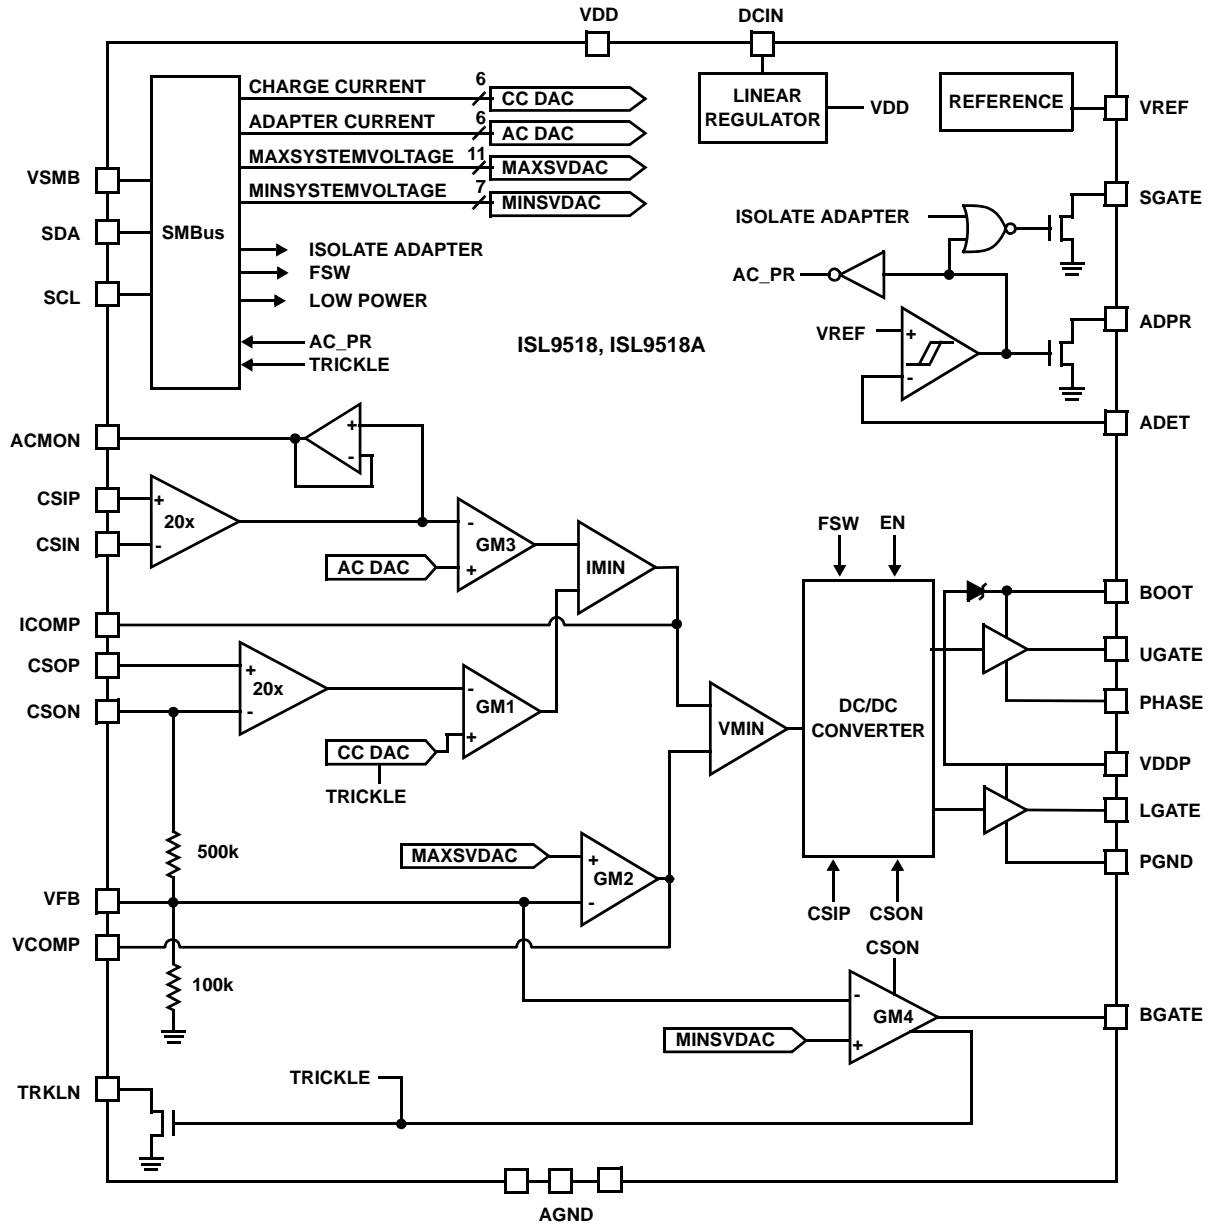 VDD
DCIN
CHARGE CURRENT
6
CC DAC
ADAPTER CURRENT
6
AC DAC
MAXSYSTEMVOLTAGE
11
MAXSVDAC
MINSYSTEMVOLTAGE
7
MINSVDAC
LINEAR
REGULATOR
VDD
REFERENCE
VREF
VSMB
SDA
SCL
SMBus
ISOLATE ADAPTER
FSW
LOW POWER
AC_PR
TRICKLE
ISL9518, ISL9518A
ISOLATE ADAPTER
SGATE
AC_PR
VREF
+
-
ADPR
ADET
ACMON
+
-
CSIP
CSIN
+
-
20x
-
+
GM3
AC DAC
IMIN
FSW
EN
ICOMP
CSOP
CSON
+
-
20x
-
+
GM1
CC DAC
TRICKLE
VMIN
DC/DC
CONVERTER
BOOT
UGATE
PHASE
VDDP
LGATE
PGND
500k
MAXSVDAC
+
-
GM2
CSIP
CSON
VFB
VCOMP
100k
CSON
-
+
GM4
MINSVDAC
BGATE
TRKLN
TRICKLE
AGND